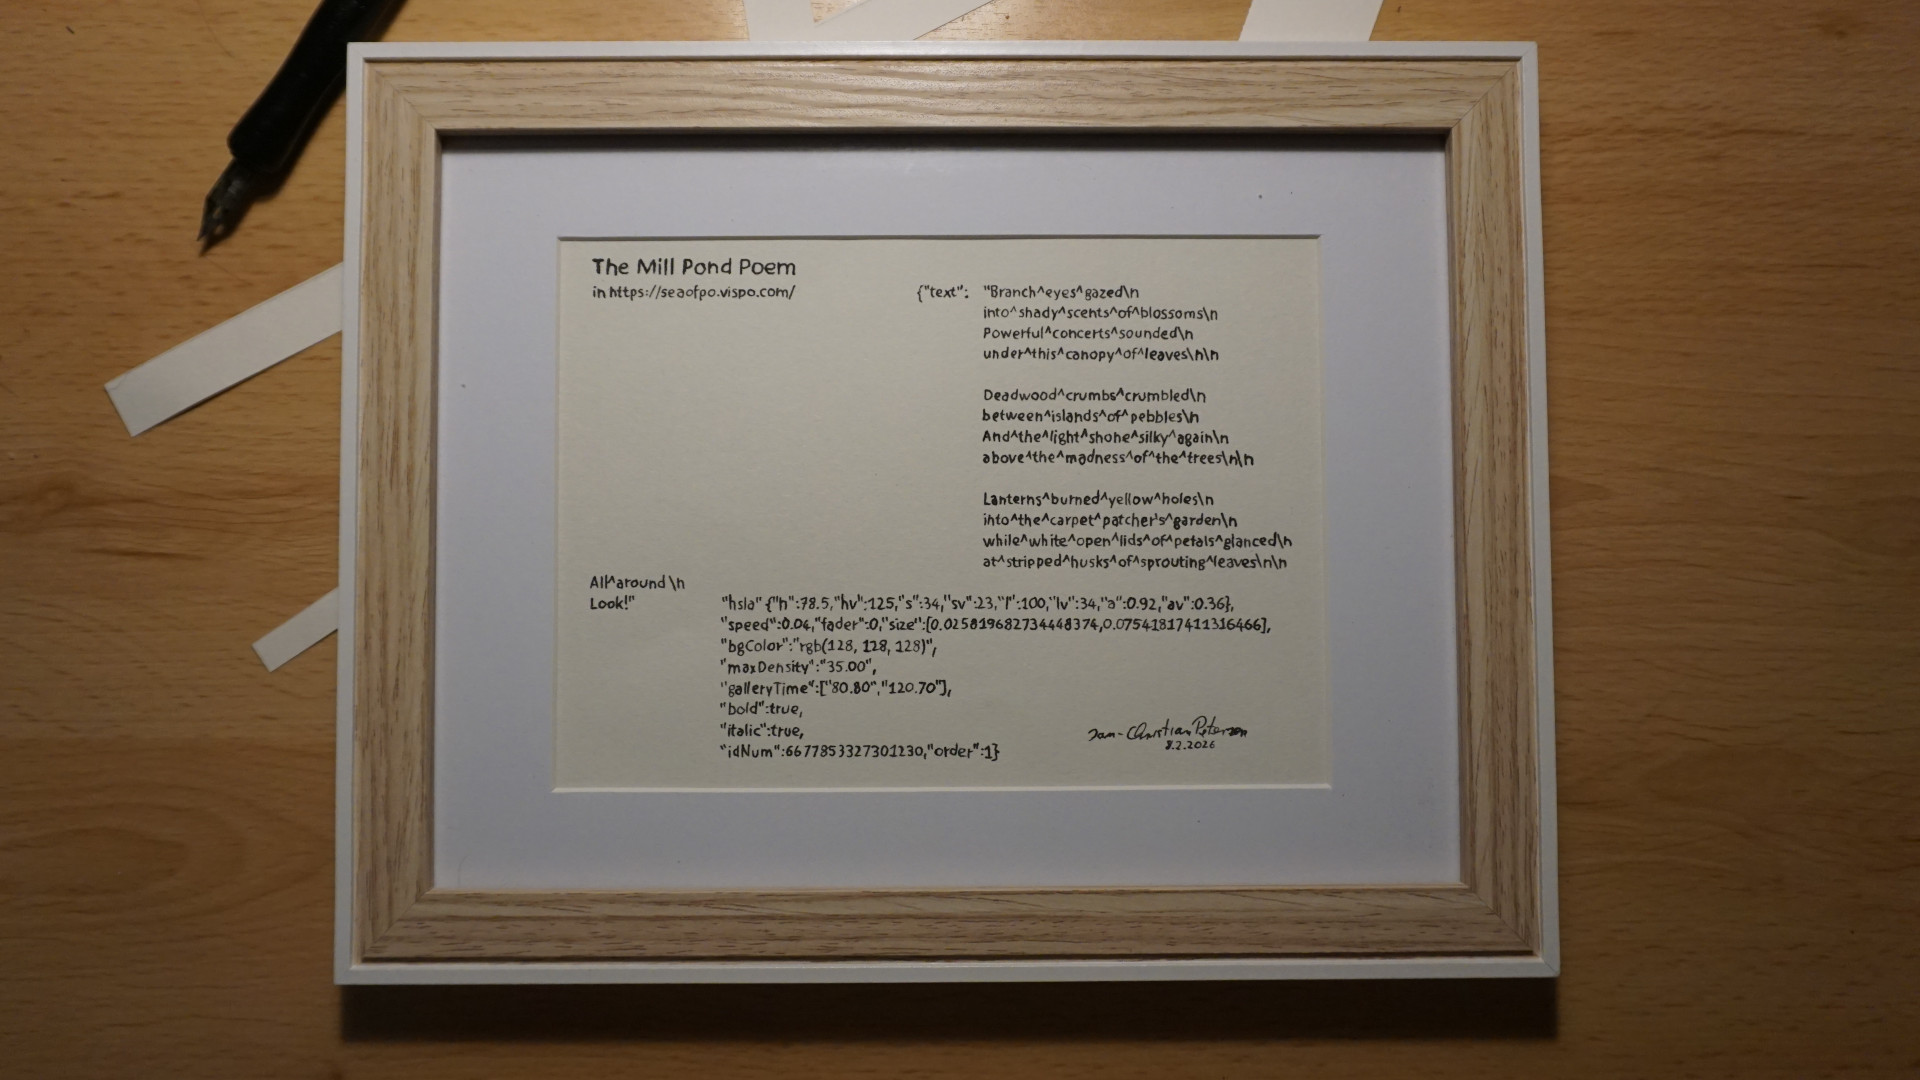 The Mill Pond Poem
in https://seaofpo.vispo.com/
{"text": "Branch^eyes^gazed\n
into^shady^scents^of^blossoms\n
Powerful^concerts^sounded\n
under^this^canopy^of^leaves\n\n
Deadwood^crumbs^crumbled\n
between^islands^of^pebbles\n
And^the^light^shone^silky^again\n
above^the^madness^of^the^trees\n\n
Lanterns^burned^yellow^holes\n
into^the^carpet^patcher's^garden\n
while^white^open^lids^of^petals^glanced\n
at^stripped^husks^of^sprouting^leaves\n\n
All^around\n
Look!" "hsla":{"h":78.5,"hv":125,"s":34,"sv":23,"l":100,"lv":34,"a":0.92,"av":0.36},
"speed":0.04,"fader":0,"size":[0.025819682734448374,0.07541817411316466],
"bgColor":"rgb(128, 128, 128)",
"maxDensity":"35.00",
"galleryTime":["80.80","120.70"],
"bold":true,
"italic":true,
"idNum":6677853327301230,"order":1}
Jan-Christian Petersen
8.2.2026